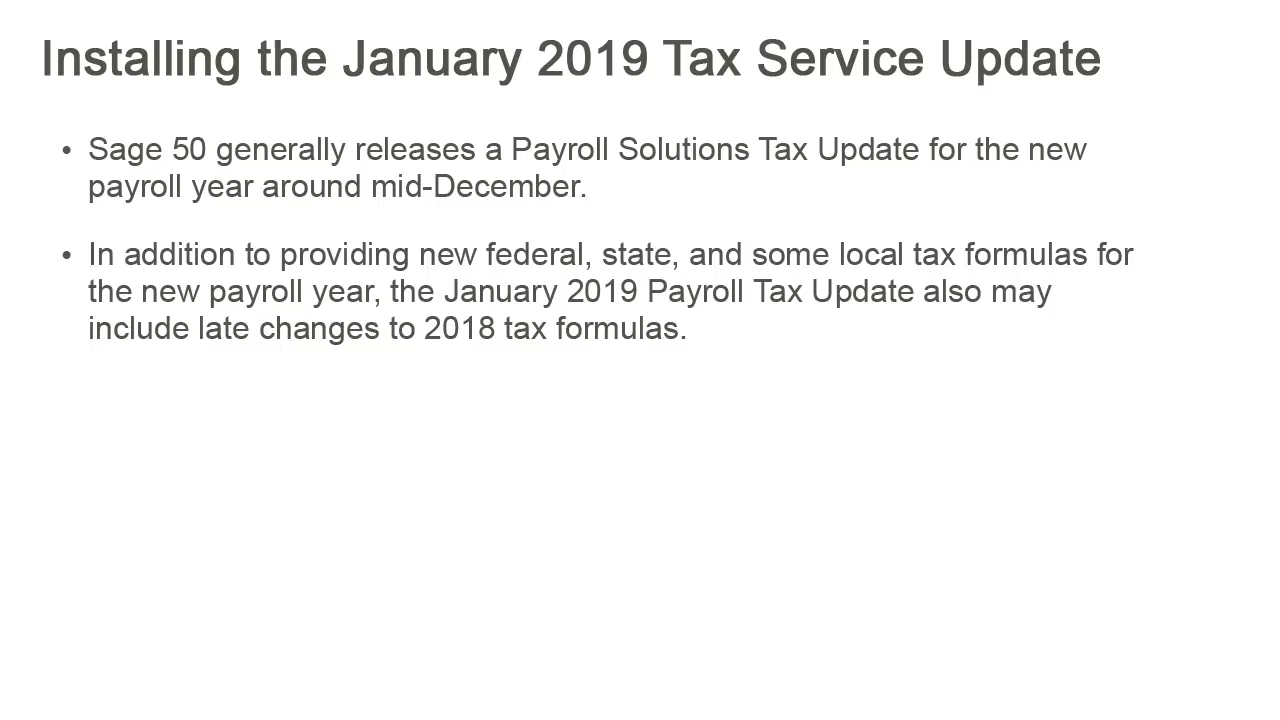 Installing the January 2019 Tax Service Update
• Sage 50 generally releases a Payroll Solutions Tax Update for the new
payroll year around mid-December.
• In addition to providing new federal, state, and some local tax formulas for
the new payroll year, the January 2019 Payroll Tax Update also may
include late changes to 2018 tax formulas.